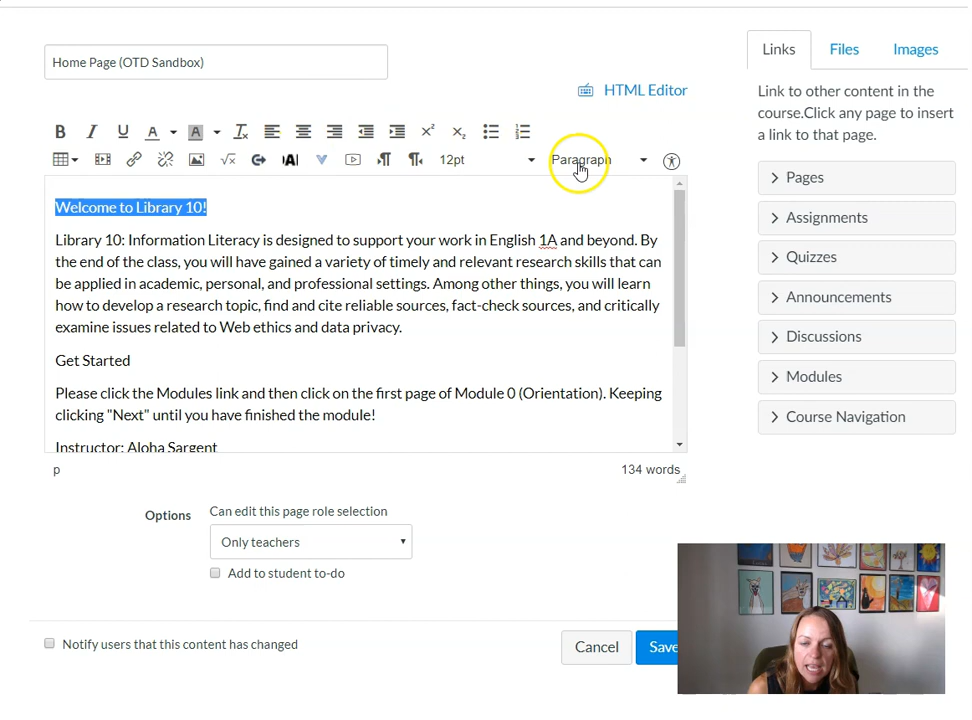 Home Page (OTD Sandbox)
HTML Editor
B I U A A
12pt Paragraph
Welcome to Library 10!
Library 10: Information Literacy is designed to support your work in English 1A and beyond. By
the end of the class, you will have gained a variety of timely and relevant research skills that can
be applied in academic, personal, and professional settings. Among other things, you will learn
how to develop a research topic, find and cite reliable sources, fact-check sources, and critically
examine issues related to Web ethics and data privacy.
Get Started
Please click the Modules link and then click on the first page of Module 0 (Orientation). Keeping
clicking "Next" until you have finished the module!
Instructor: Aloha Sargent
p
134 words
Options
Can edit this page role selection
Only teachers
Add to student to-do
Notify users that this content has changed
Cancel
Save
Links
Files
Images
Link to other content in the
course.Click any page to insert
a link to that page.
Pages
Assignments
Quizzes
Announcements
Discussions
Modules
Course Navigation